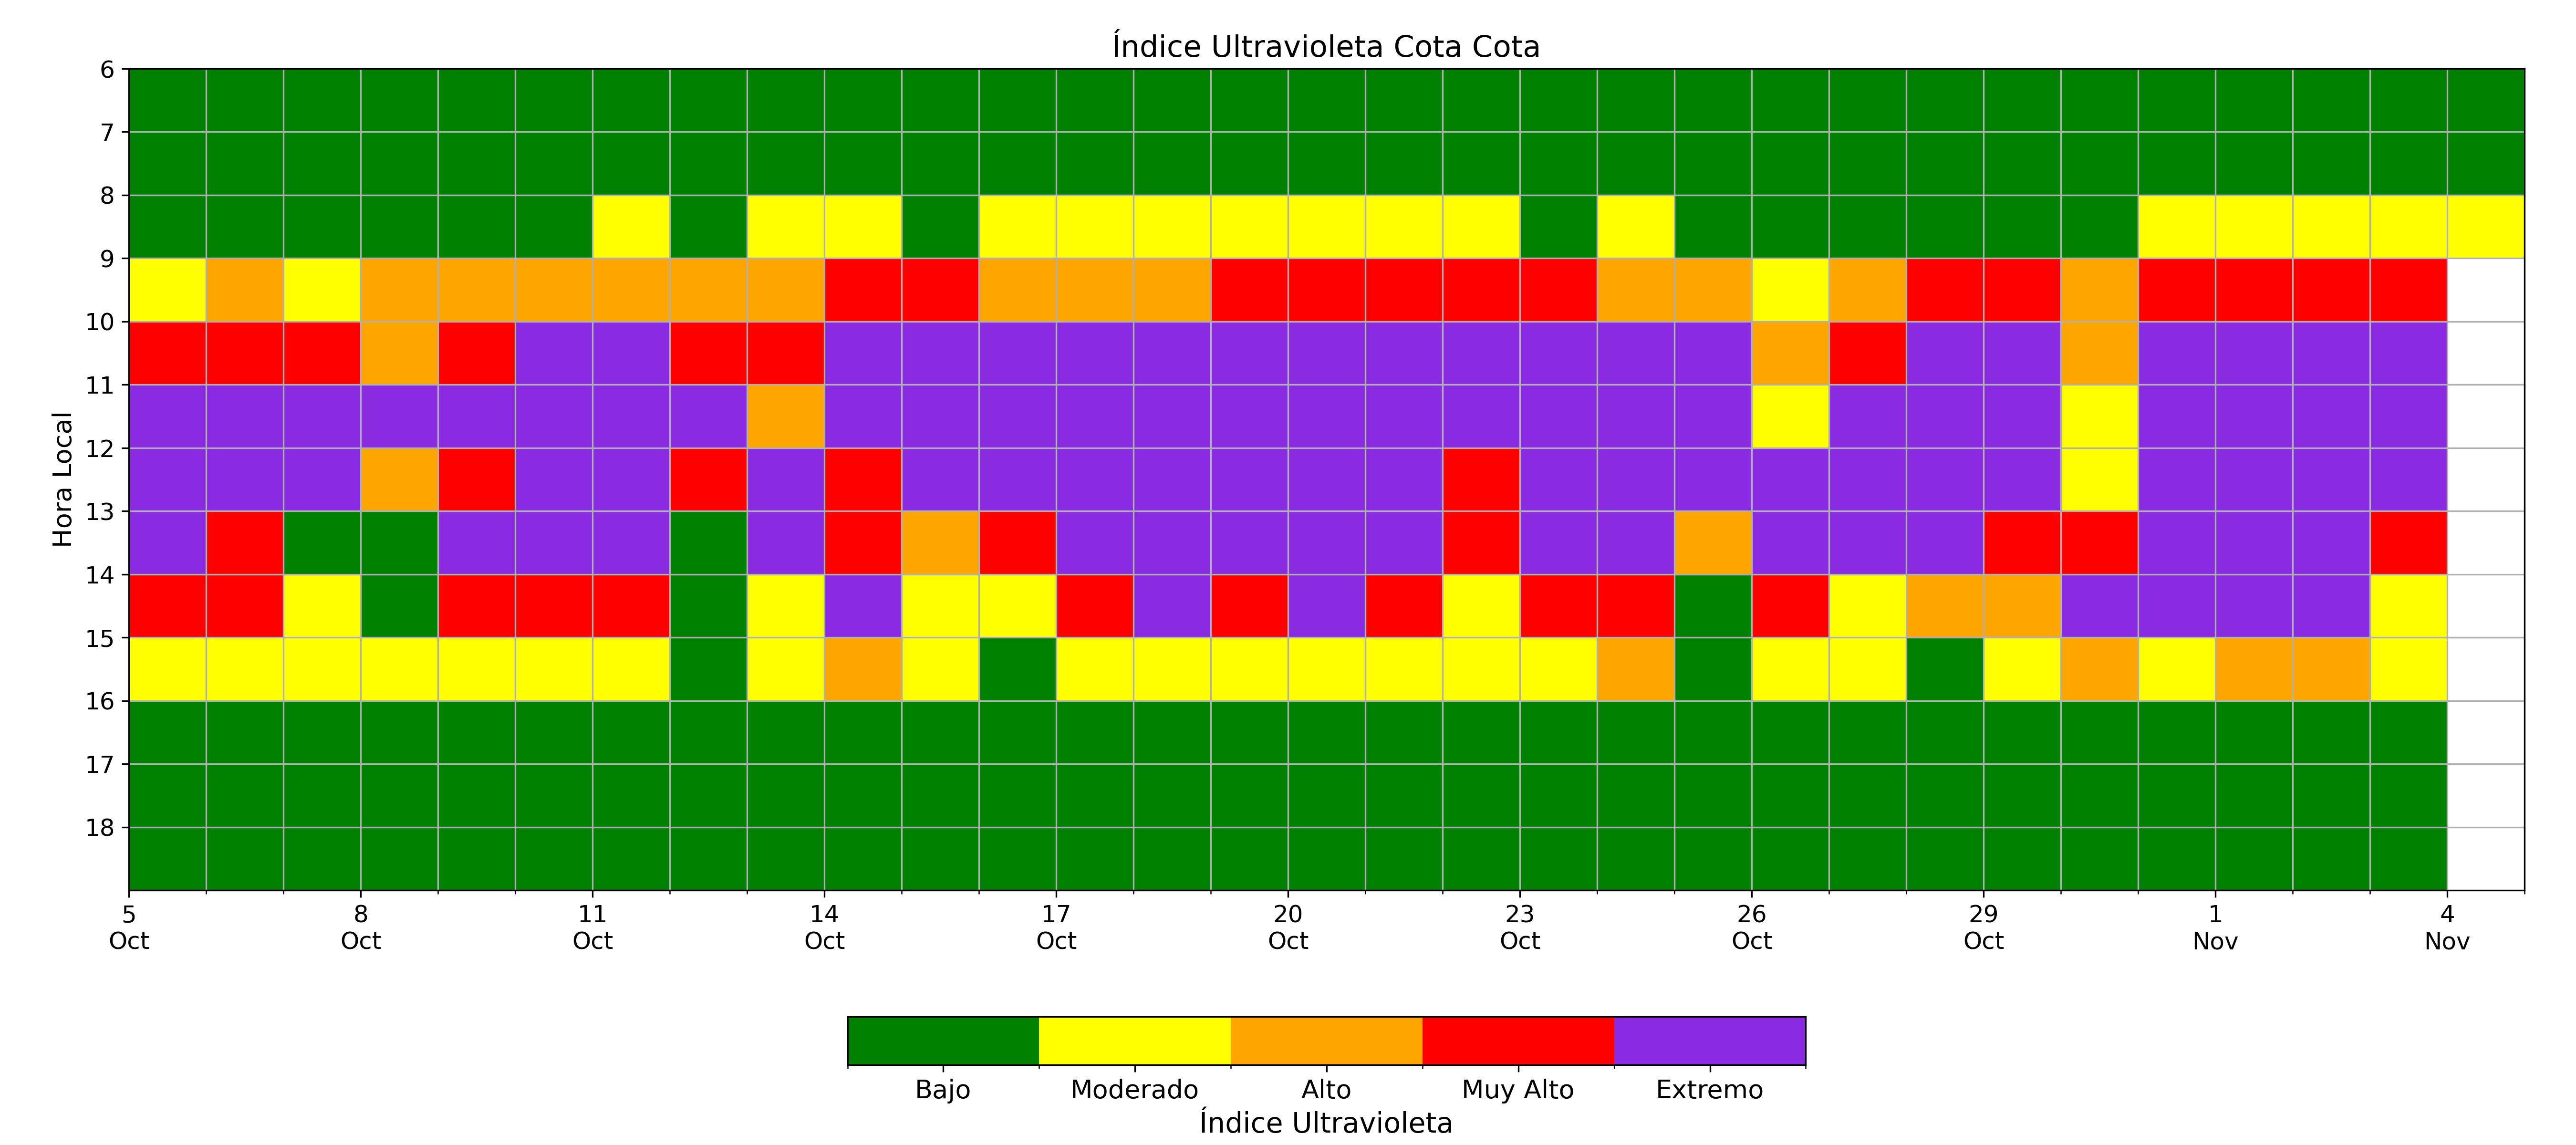 Índice Ultravioleta Cota Cota
Hora Local
6
7
8
9
10
11
12
13
14
15
16
17
18
5 8 11 14 17 20 23 26 29 1 4
Oct Oct Oct Oct Oct Oct Oct Oct Oct Nov Nov
Bajo Moderado Alto Muy Alto Extremo
Índice Ultravioleta